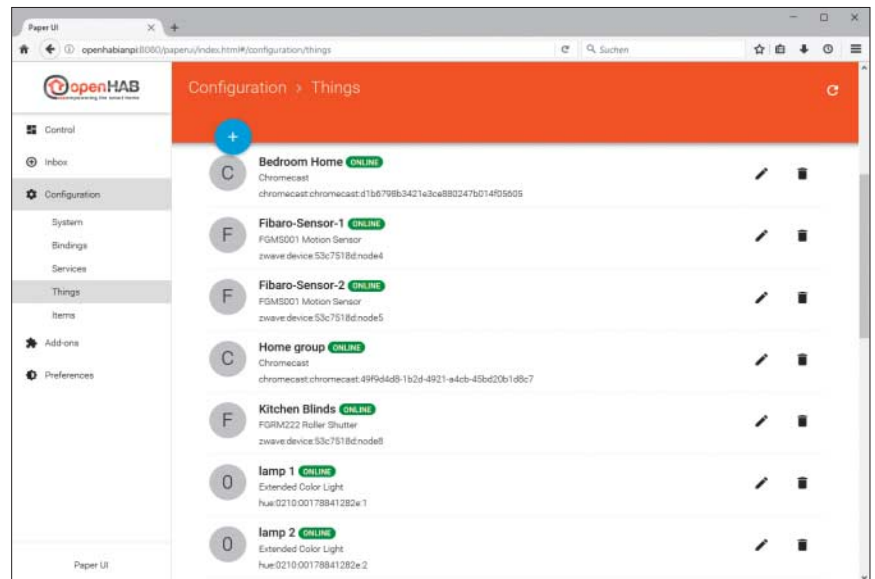 Paper UI
openhabianpi:8080/paperui/index.html#/configuration/things
Suchen
openHAB
empowering the smart home
Configuration > Things
Control
Inbox
Configuration
System
Bindings
Services
Things
Items
Add-ons
Preferences
Paper UI
+
C
Bedroom Home ONLINE
Chromecast
chromecast:chromecast:d1b6798b3421e3ce880247b014f05605
F
Fibaro-Sensor-1 ONLINE
FGMS001 Motion Sensor
zwave:device:53c7518d:node4
F
Fibaro-Sensor-2 ONLINE
FGMS001 Motion Sensor
zwave:device:53c7518d:node5
C
Home group ONLINE
Chromecast
chromecast:chromecast:49f9d4d8-1b2d-4921-a4cb-45bd20b1d8c7
F
Kitchen Blinds ONLINE
FGRM222 Roller Shutter
zwave:device:53c7518d:node8
0
lamp 1 ONLINE
Extended Color Light
hue:0210:00178841282e:1
0
lamp 2 ONLINE
Extended Color Light
hue:0210:00178841282e:2